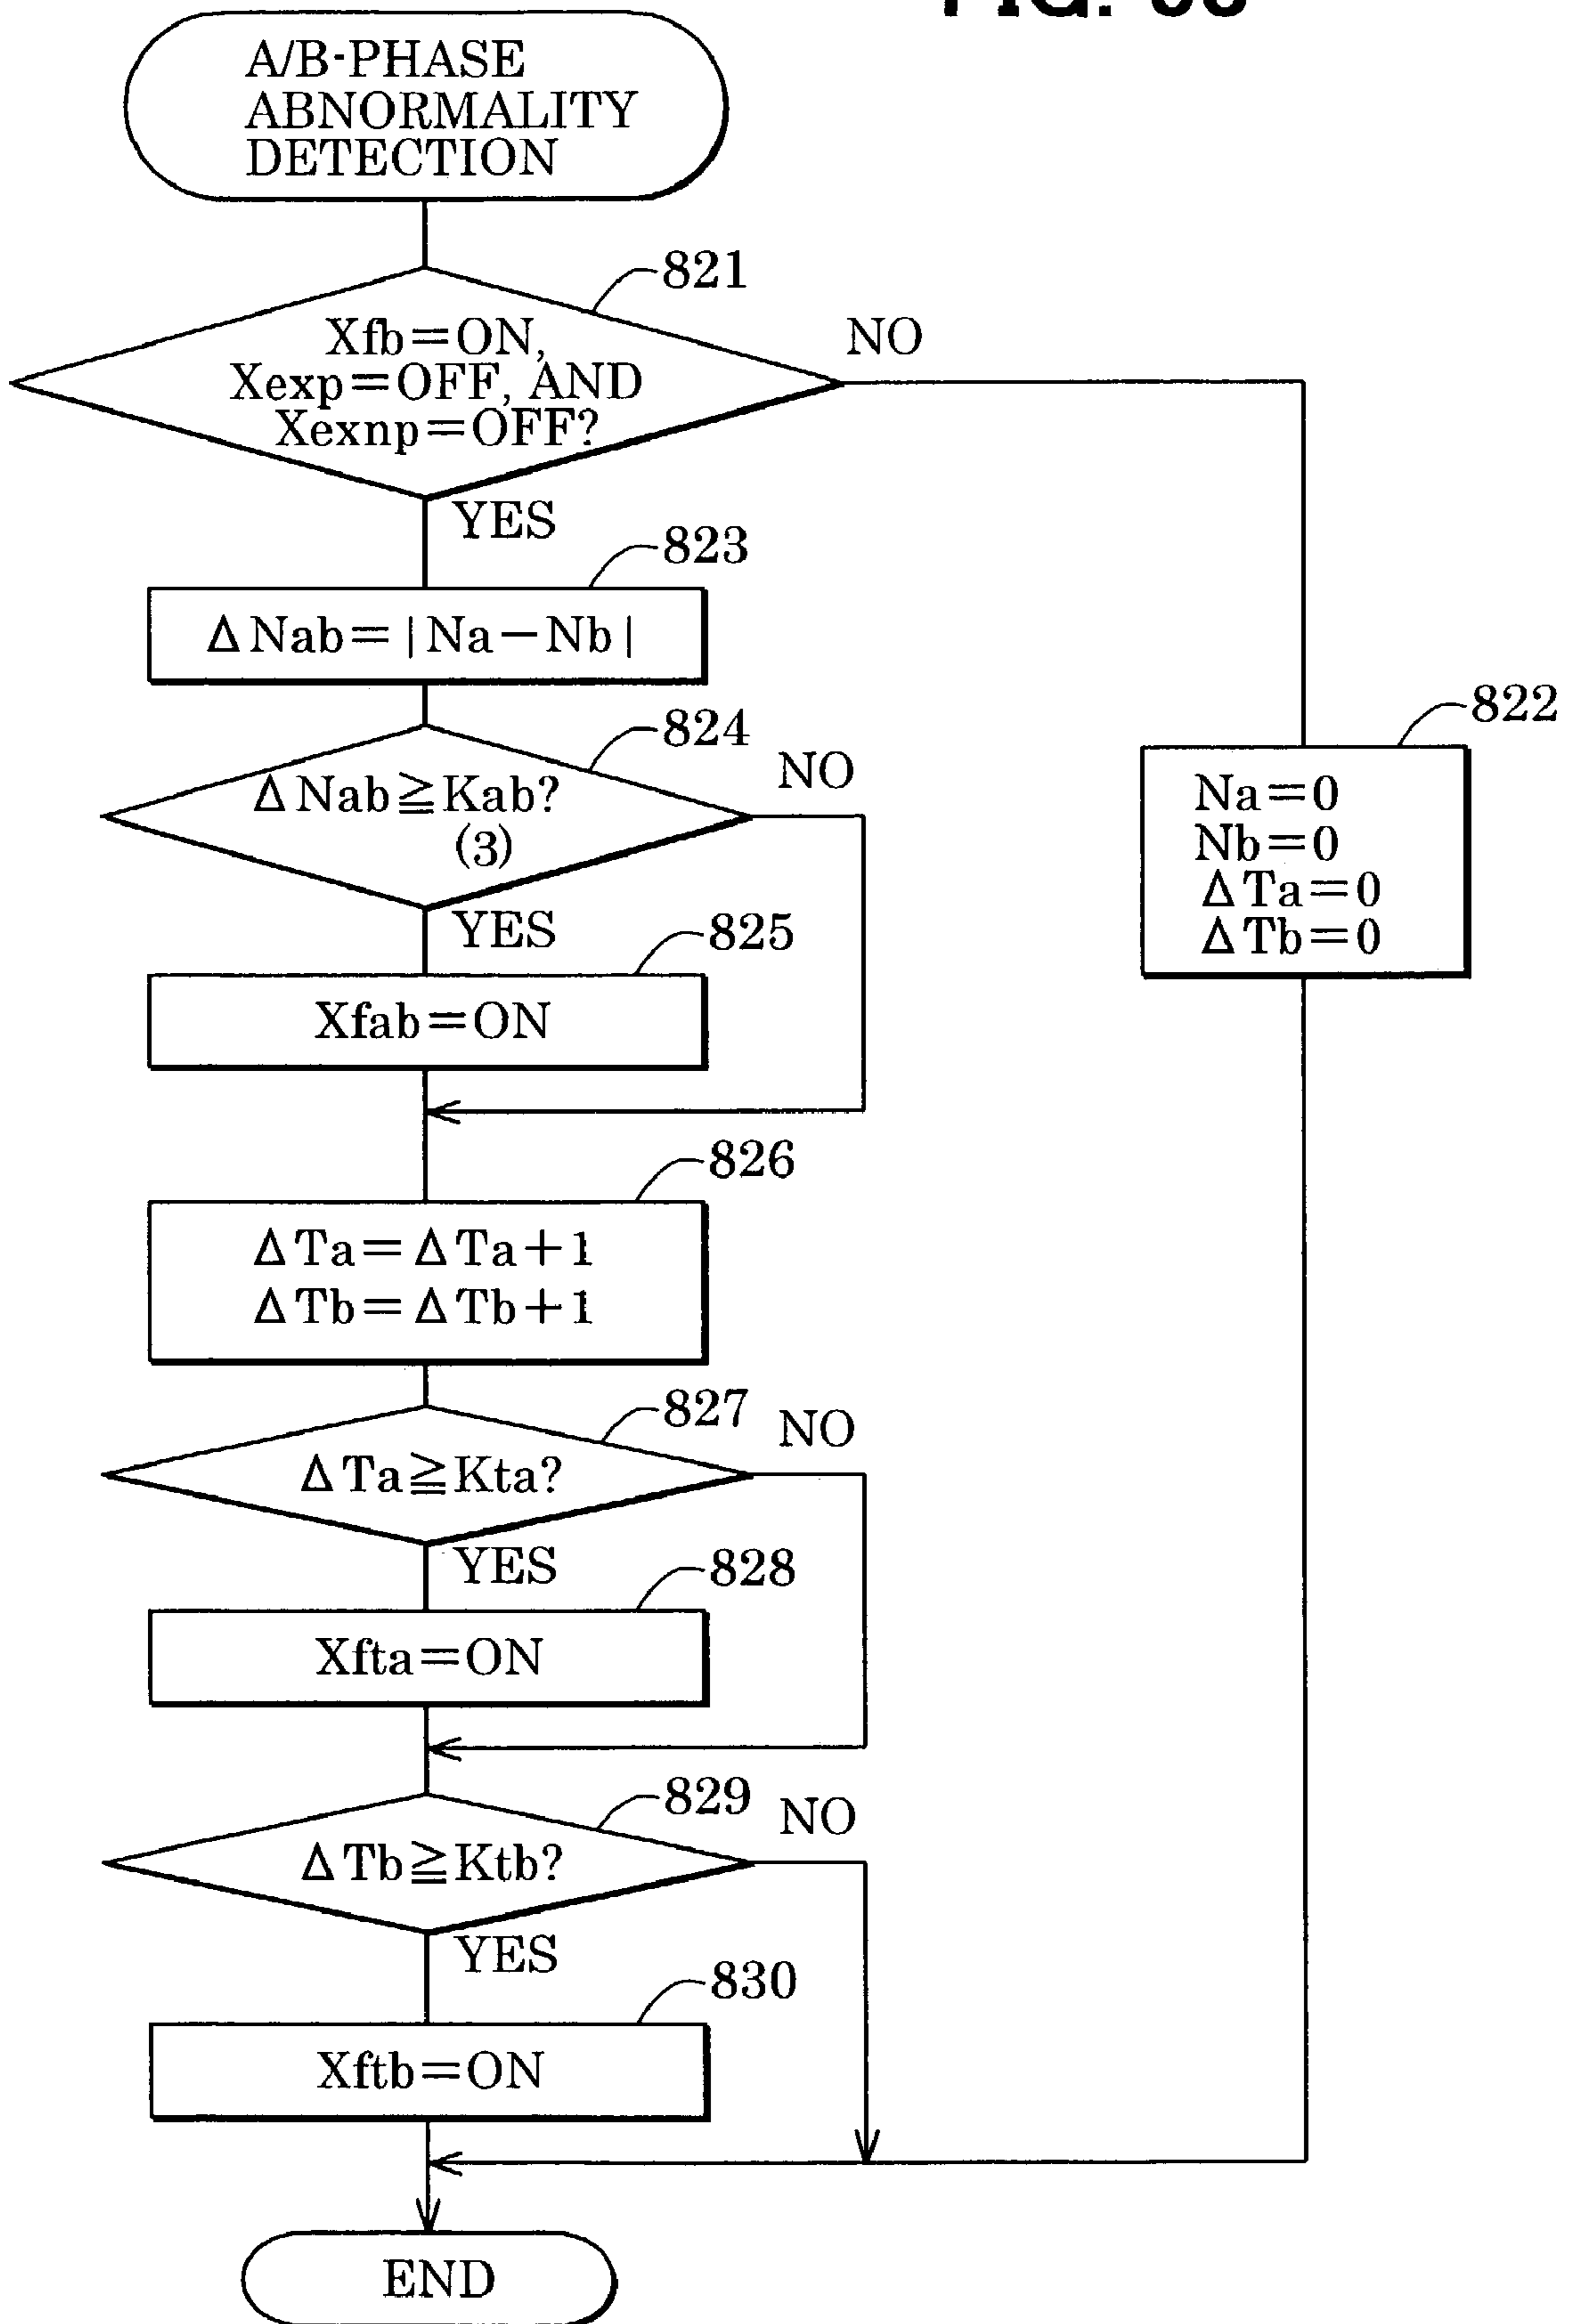 A/B-PHASE
ABNORMALITY
DETECTION
821
Xfb=ON,
Xexp=OFF, AND
Xexnp=OFF?
NO
YES
823
ΔNab=|Na−Nb|
824
ΔNab≧Kab?
(3)
NO
822
Na=0
Nb=0
ΔTa=0
ΔTb=0
YES
825
Xfab=ON
826
ΔTa=ΔTa+1
ΔTb=ΔTb+1
827
ΔTa≧Kta?
NO
YES
828
Xfta=ON
829
ΔTb≧Ktb?
NO
YES
830
Xftb=ON
END